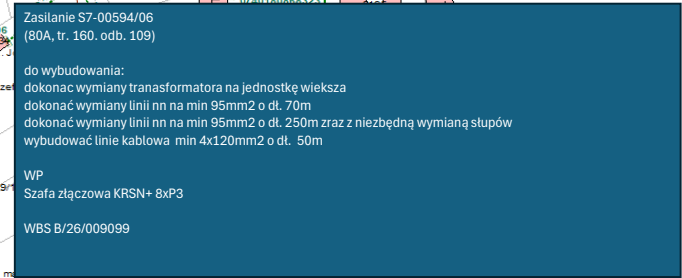 Zasilanie S7-00594/06
(80A, tr. 160. odb. 109)
do wybudowania:
dokonac wymiany tranasformatora na jednostkę wieksza
dokonać wymiany linii nn na min 95mm2 o dł. 70m
dokonać wymiany linii nn na min 95mm2 o dł. 250m zraz z niezbędną wymianą słupów
wybudować linie kablowa  min 4x120mm2 o dł.  50m
WP
Szafa złączowa KRSN+ 8xP3
WBS B/26/009099